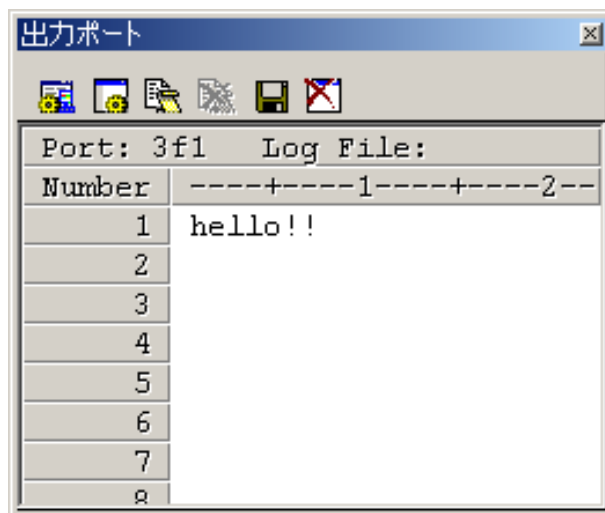 出力ポート
Port: 3f1 Log File:
Number ----+----1----+----2--
1 hello!!
2
3
4
5
6
7
8